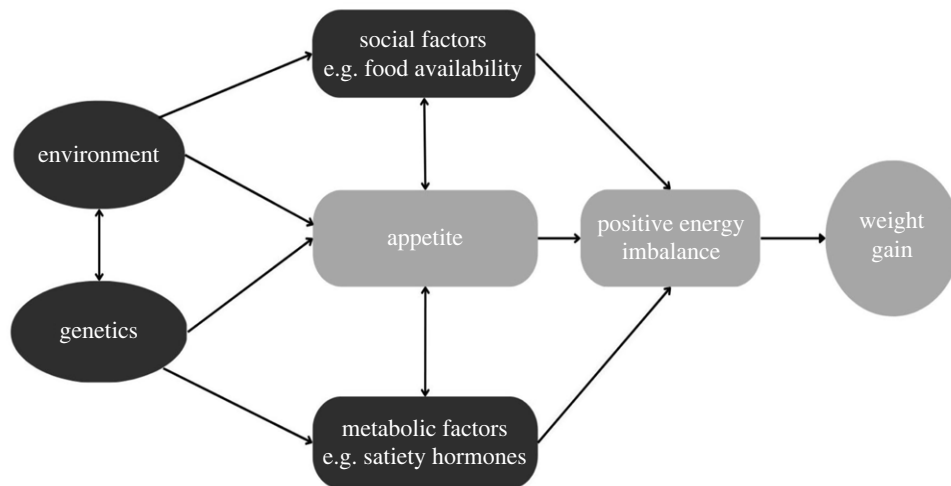 social factors
e.g. food availability
environment
appetite
positive energy
imbalance
weight
gain
genetics
metabolic factors
e.g. satiety hormones